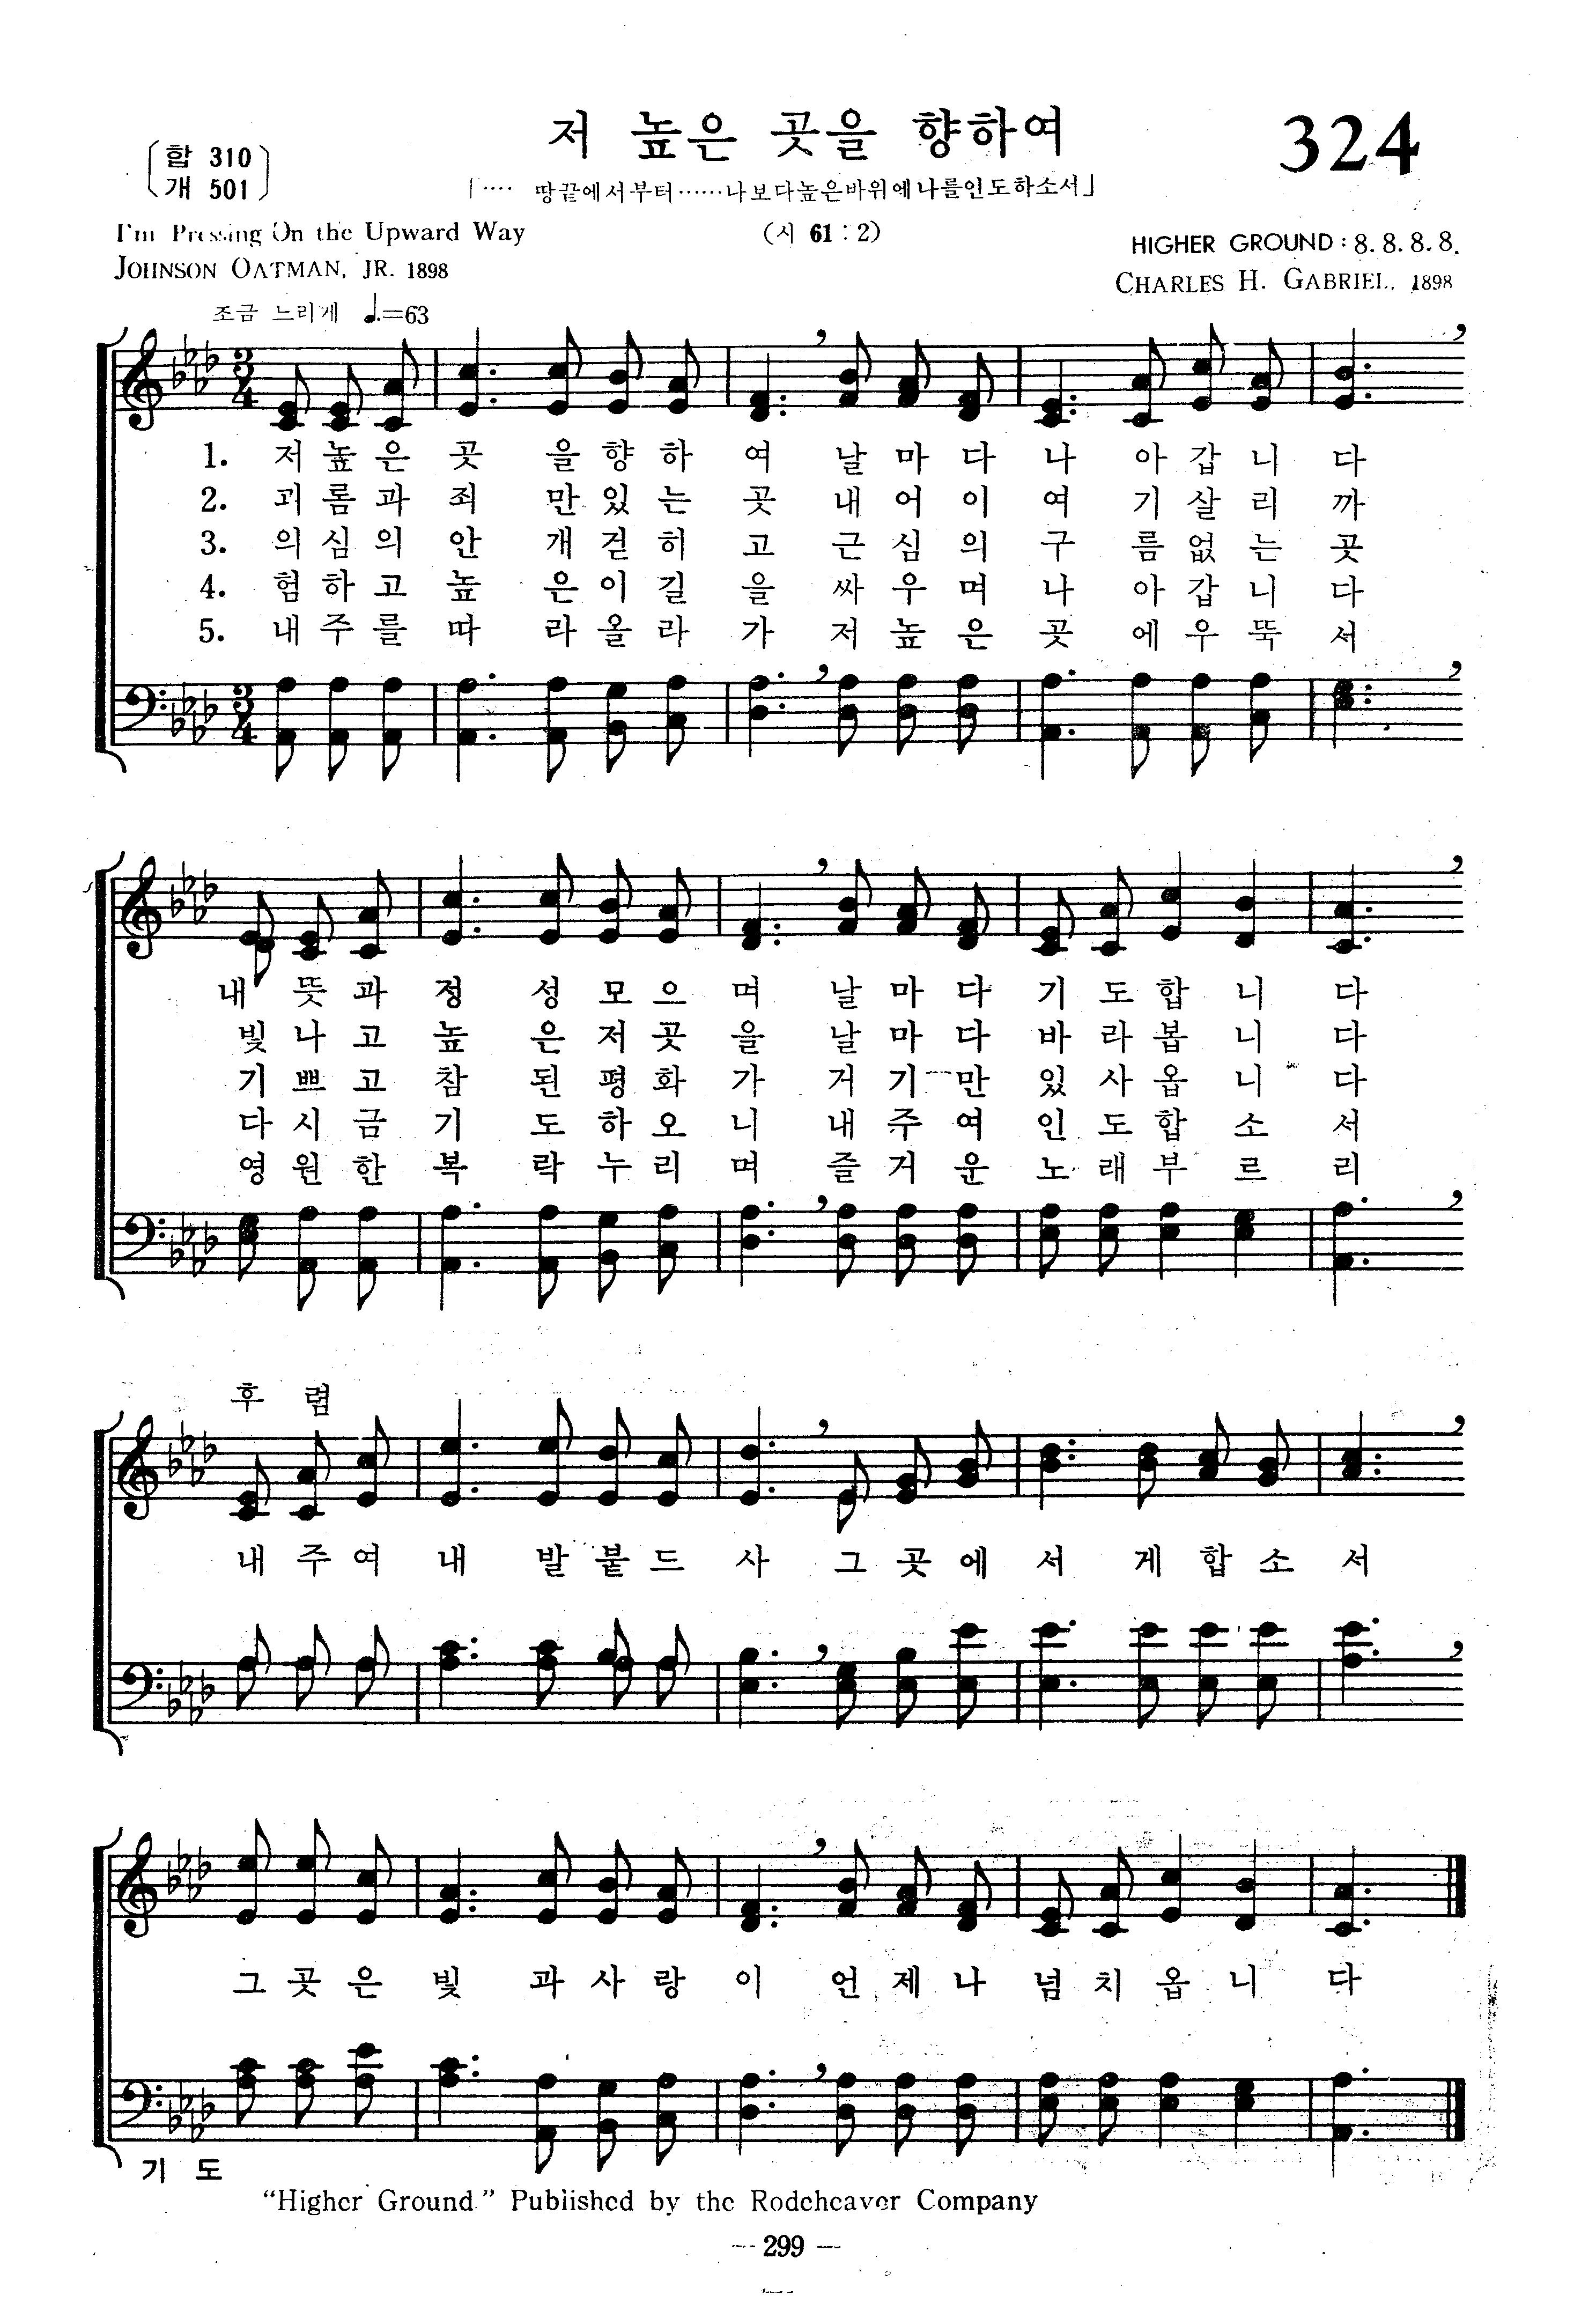 저 높은 곳을 향하여
324
합 310
개 501
「···· 땅끝에서부터······나보다높은바위에나를인도하소서」
I'm Pressing On the Upward Way
(시 61 : 2)
HIGHER GROUND : 8. 8. 8. 8.
JOHNSON OATMAN, JR. 1898
CHARLES H. GABRIEL, 1898
조금 느리게 ♩.=63
1. 저 높 은 곳 을 향 하 여 날 마 다 나 아 갑 니 다
2. 괴 롬 과 죄 만 있 는 곳 내 어 이 여 기 살 리 까
3. 의 심 의 안 개 걷 히 고 근 심 의 구 름 없 는 곳
4. 험 하 고 높 은 이 길 을 싸 우 며 나 아 갑 니 다
5. 내 주 를 따 라 올 라 가 저 높 은 곳 에 우 뚝 서
내 뜻 과 정 성 모 으 며 날 마 다 기 도 합 니 다
빛 나 고 높 은 저 곳 을 날 마 다 바 라 봅 니 다
기 쁘 고 참 된 평 화 가 거 기 만 있 사 옵 니 다
다 시 금 기 도 하 오 니 내 주 여 인 도 합 소 서
영 원 한 복 락 누 리 며 즐 거 운 노 래 부 르 리
후 렴
내 주 여 내 발 붙 드 사 그 곳 에 서 게 합 소 서
그 곳 은 빛 과 사 랑 이 언 제 나 넘 치 옵 니 다
기 도
“Higher Ground” Published by the Rodeheaver Company
— 299 —